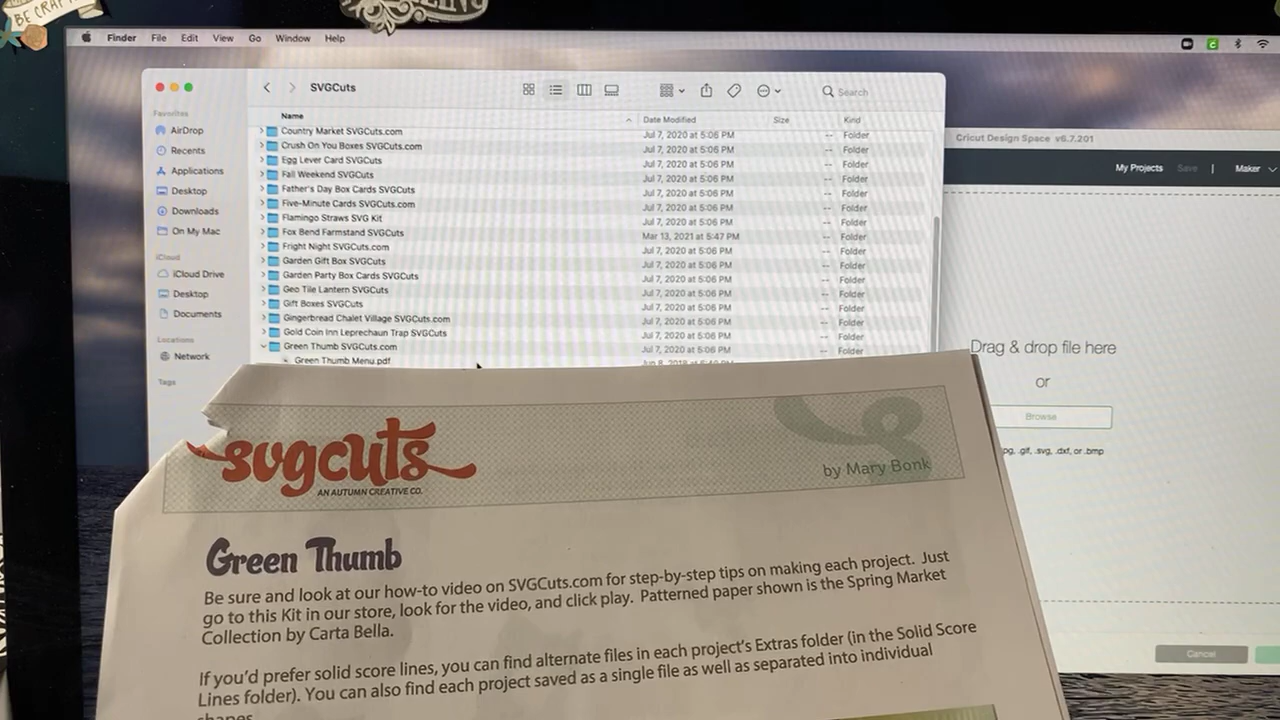 BE CRAFTY
Finder File Edit View Go Window Help
SVGCuts
Search
Favorites
AirDrop
Recents
Applications
Desktop
Downloads
On My Mac
iCloud
iCloud Drive
Desktop
Documents
Locations
Network
Tags
Name Date Modified Size Kind
Country Market SVGCuts.com Jul 7, 2020 at 5:06 PM -- Folder
Crush On You Boxes SVGCuts.com Jul 7, 2020 at 5:06 PM -- Folder
Egg Lever Card SVGCuts Jul 7, 2020 at 5:06 PM -- Folder
Fall Weekend SVGCuts Jul 7, 2020 at 5:06 PM -- Folder
Father's Day Box Cards SVGCuts Jul 7, 2020 at 5:06 PM -- Folder
Five-Minute Cards SVGCuts.com Jul 7, 2020 at 5:06 PM -- Folder
Flamingo Straws SVG Kit Jul 7, 2020 at 5:06 PM -- Folder
Fox Bend Farmstand SVGCuts Mar 13, 2021 at 5:47 PM -- Folder
Fright Night SVGCuts.com Jul 7, 2020 at 5:06 PM -- Folder
Garden Gift Box SVGCuts Jul 7, 2020 at 5:06 PM -- Folder
Garden Party Box Cards SVGCuts Jul 7, 2020 at 5:06 PM -- Folder
Geo Tile Lantern SVGCuts Jul 7, 2020 at 5:06 PM -- Folder
Gift Boxes SVGCuts Jul 7, 2020 at 5:06 PM -- Folder
Gingerbread Chalet Village SVGCuts.com Jul 7, 2020 at 5:06 PM -- Folder
Gold Coin Inn Leprechaun Trap SVGCuts Jul 7, 2020 at 5:06 PM -- Folder
Green Thumb SVGCuts.com Jul 7, 2020 at 5:06 PM -- Folder
Green Thumb Menu.pdf
Cricut Design Space v6.7.201
My Projects Save | Maker
Drag & drop file here
or
Browse
.gif, .svg, .dxf, or .bmp
Cancel
svgcuts
AN AUTUMN CREATIVE CO.
by Mary Bonk
Green Thumb
Be sure and look at our how-to video on SVGCuts.com for step-by-step tips on making each project. Just
go to this Kit in our store, look for the video, and click play. Patterned paper shown is the Spring Market
Collection by Carta Bella.
If you'd prefer solid score lines, you can find alternate files in each project's Extras folder (in the Solid Score
Lines folder). You can also find each project saved as a single file as well as separated into individual
shapes.